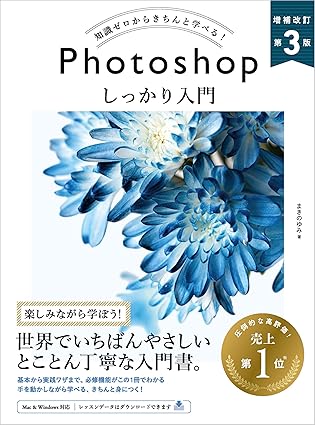 知識ゼロからきちんと学べる！
Photoshop
しっかり入門
増補改訂
第3版
まきのゆみ 著
楽しみながら学ぼう！
世界でいちばんやさしい
とことん丁寧な入門書。
基本から実践ワザまで、必修機能がこの1冊でわかる
手を動かしながら学べる、きちんと身につく！
Mac & Windows 対応
レッスンデータはダウンロードできます
圧倒的な高評価！
売上
第1位